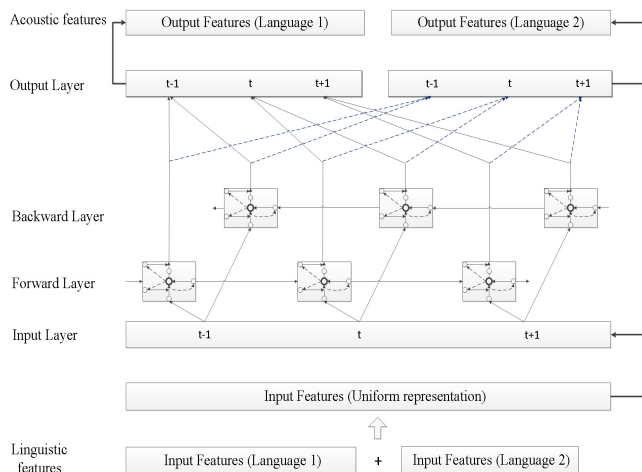 Acoustic features
Output Features (Language 1)
Output Features (Language 2)
Output Layer
t-1 t t+1
t-1 t t+1
Backward Layer
Forward Layer
Input Layer
t-1 t t+1
Input Features (Uniform representation)
Linguistic
features
Input Features (Language 1)
+
Input Features (Language 2)